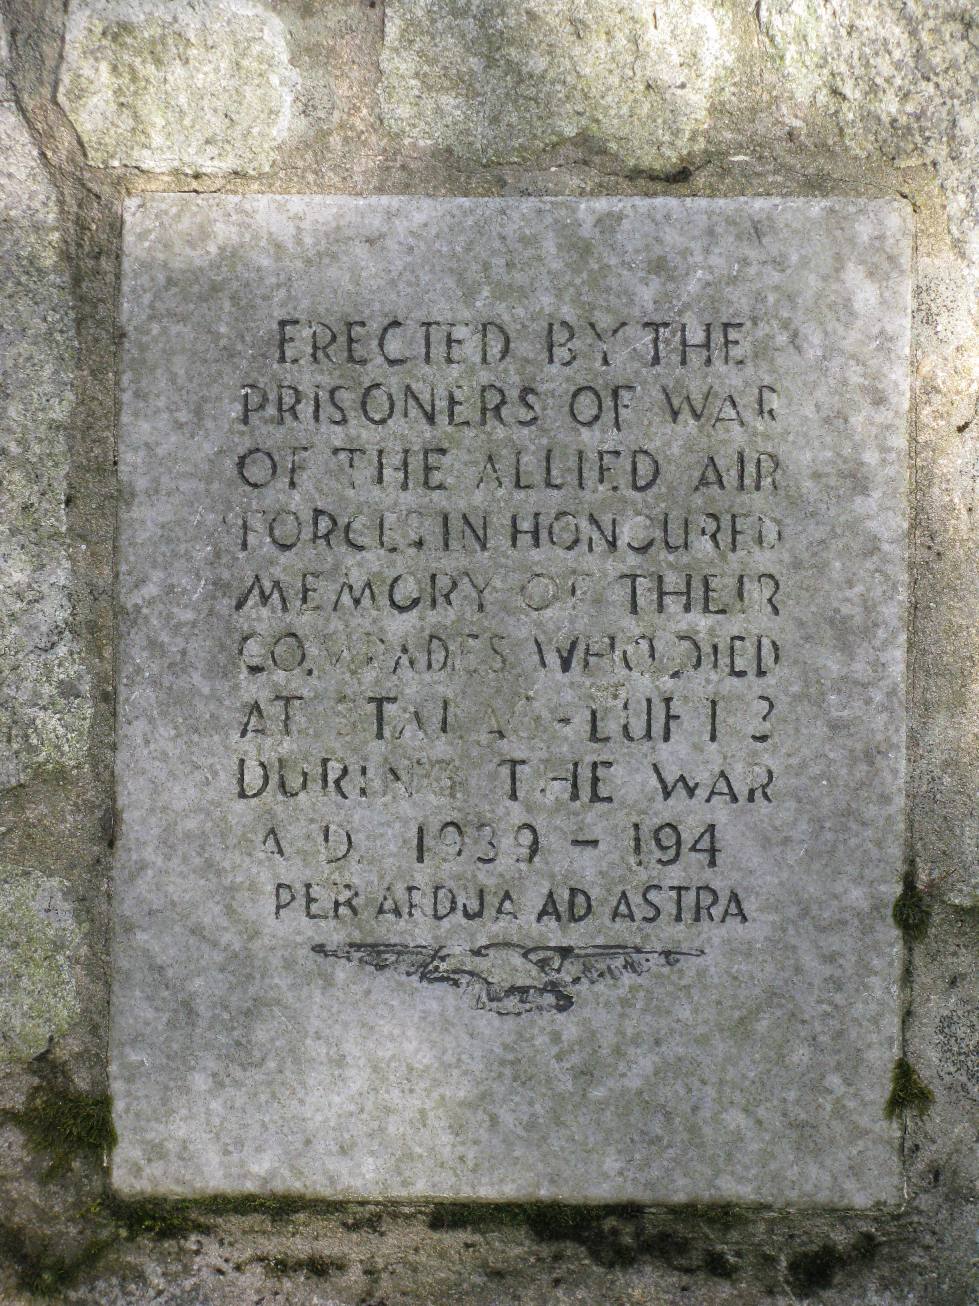 ERECTED BY THE
PRISONERS OF WAR
OF THE ALLIED AIR
FORCES IN HONOURED
MEMORY OF THEIR
COMRADES WHO DIED
AT STALAG-LUFT 3
DURING THE WAR
A.D. 1939 - 194
PER ARDUA AD ASTRA